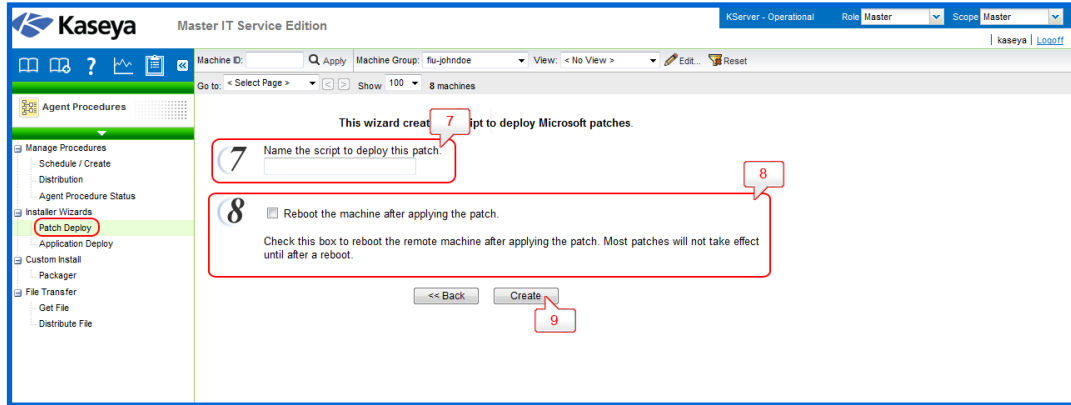 Kaseya
Master IT Service Edition
KServer - Operational Role Master Scope Master
kaseya | Logoff
Machine ID: Apply Machine Group: fiu-johndoe View: < No View > Edit... Reset
Go to: < Select Page > < > Show 100 8 machines
Agent Procedures
Manage Procedures
Schedule / Create
Distribution
Agent Procedure Status
Installer Wizards
Patch Deploy
Application Deploy
Custom Install
Packager
File Transfer
Get File
Distribute File
This wizard creat ipt to deploy Microsoft patches.
7
7 Name the script to deploy this patch.
8
8 Reboot the machine after applying the patch.
Check this box to reboot the remote machine after applying the patch. Most patches will not take effect
until after a reboot.
<< Back Create
9